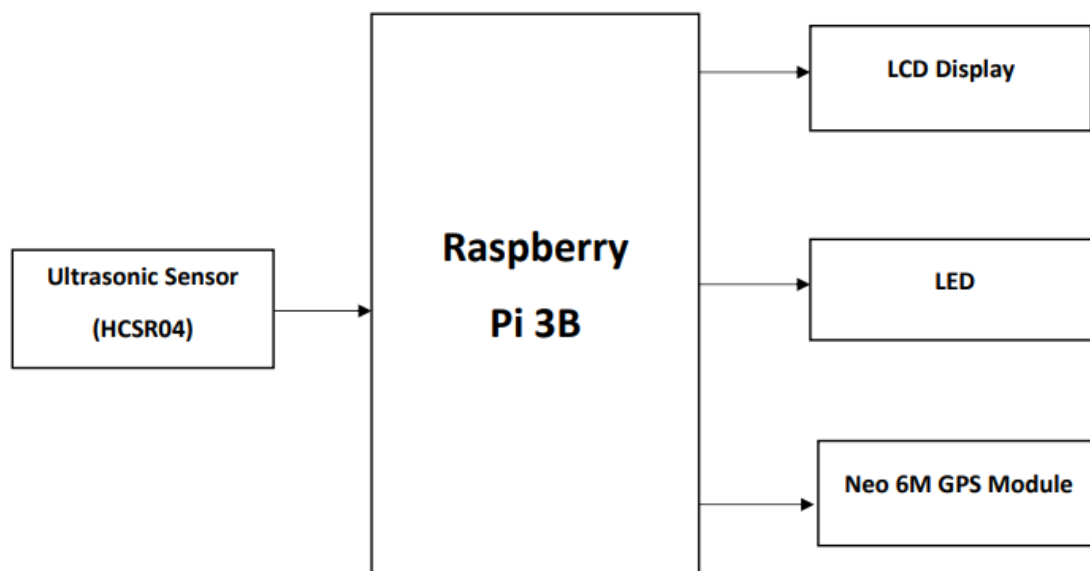 Ultrasonic Sensor
(HCSR04)
Raspberry
Pi 3B
LCD Display
LED
Neo 6M GPS Module